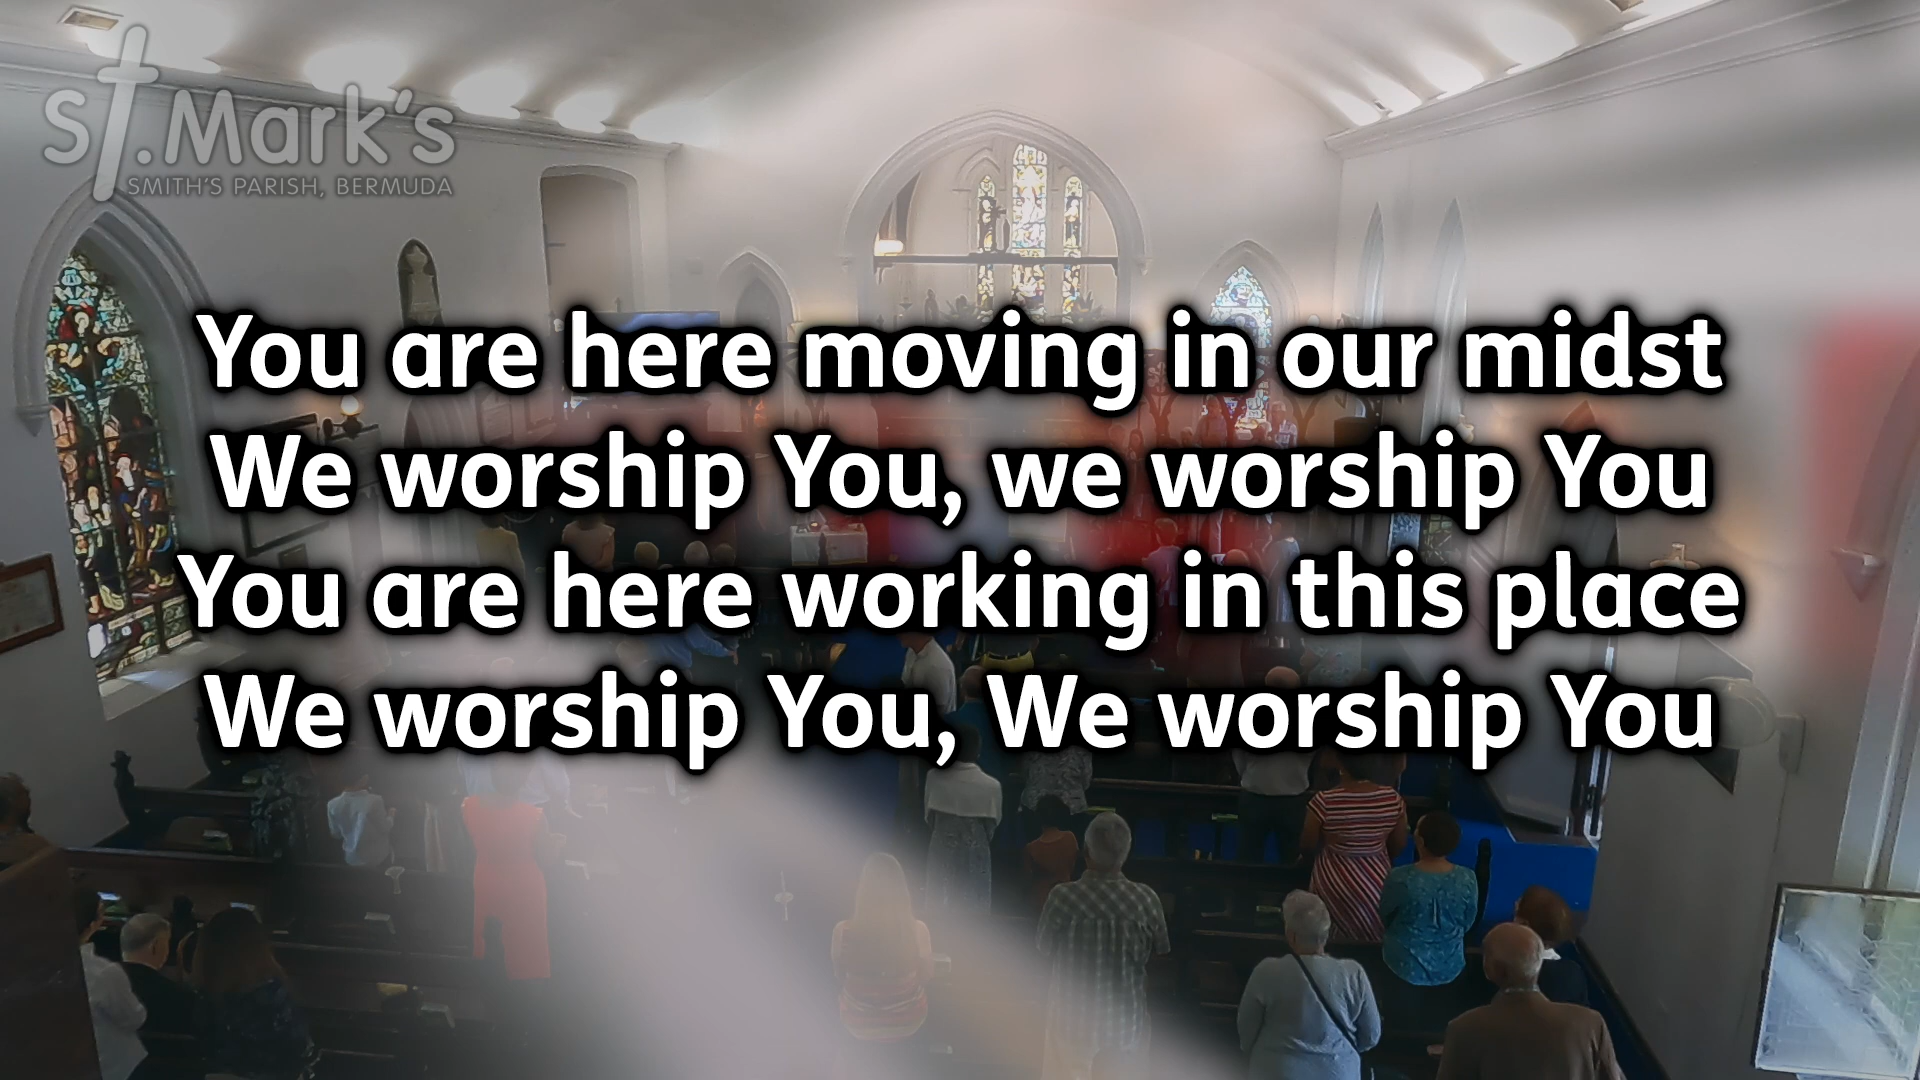 St. Mark's
SMITH'S PARISH, BERMUDA
You are here moving in our midst
We worship You, we worship You
You are here working in this place
We worship You, We worship You